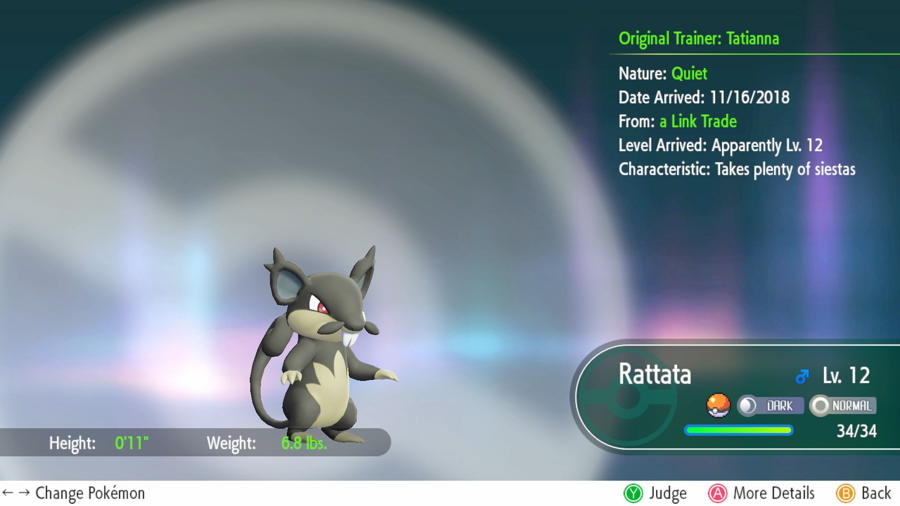 Original Trainer: Tatianna
Nature: Quiet
Date Arrived: 11/16/2018
From: a Link Trade
Level Arrived: Apparently Lv. 12
Characteristic: Takes plenty of siestas
Rattata ♂ Lv. 12
DARK NORMAL
34/34
Height: 0'11" Weight: 6.8 lbs.
←→ Change Pokémon Y Judge A More Details B Back